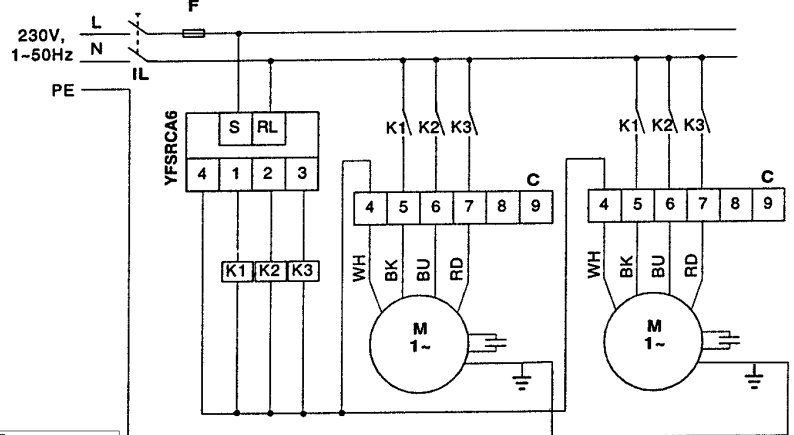 F
L
230V,
1~50Hz
N
IL
PE
YFSRCA6
S RL
4 1 2 3
K1 K2 K3
K1 K2 K3
K1 K2 K3
C
4 5 6 7 8 9
WH BK BU RD
M
1~
C
4 5 6 7 8 9
WH BK BU RD
M
1~